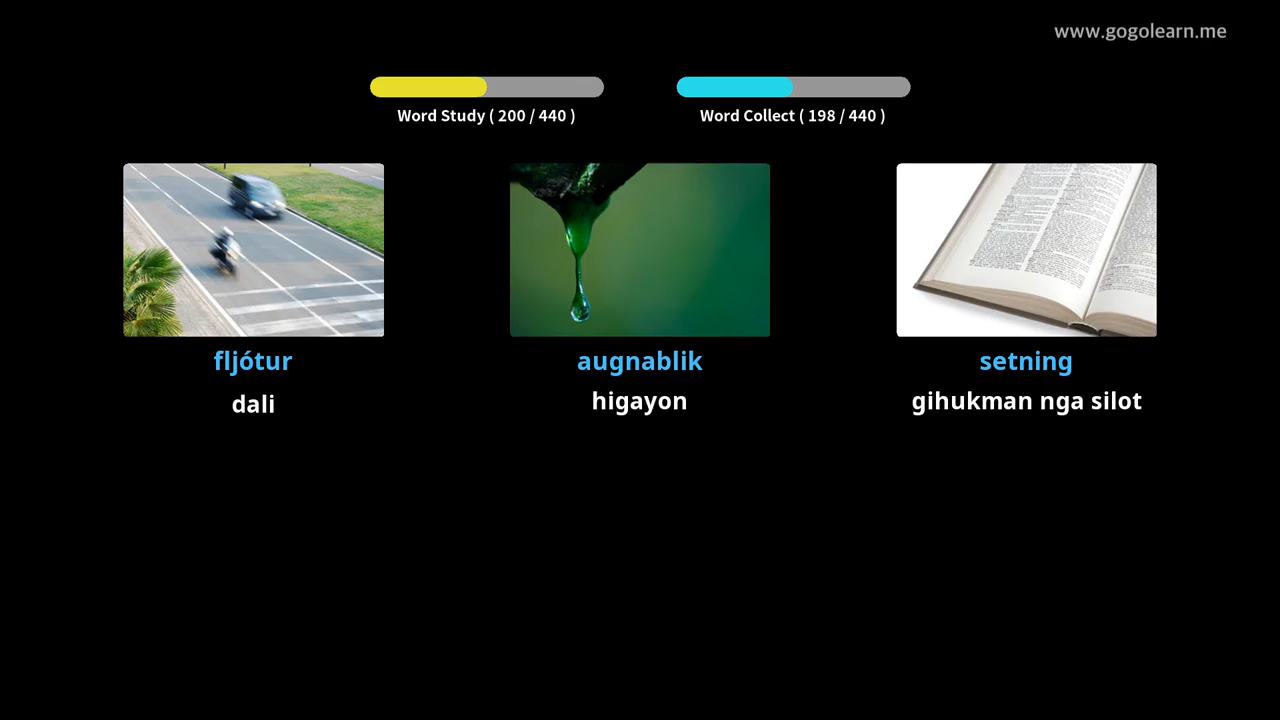 www.gogolearn.me
Word Study ( 200 / 440 )
Word Collect ( 198 / 440 )
fljótur
augnablik
setning
dali
higayon
gihukman nga silot